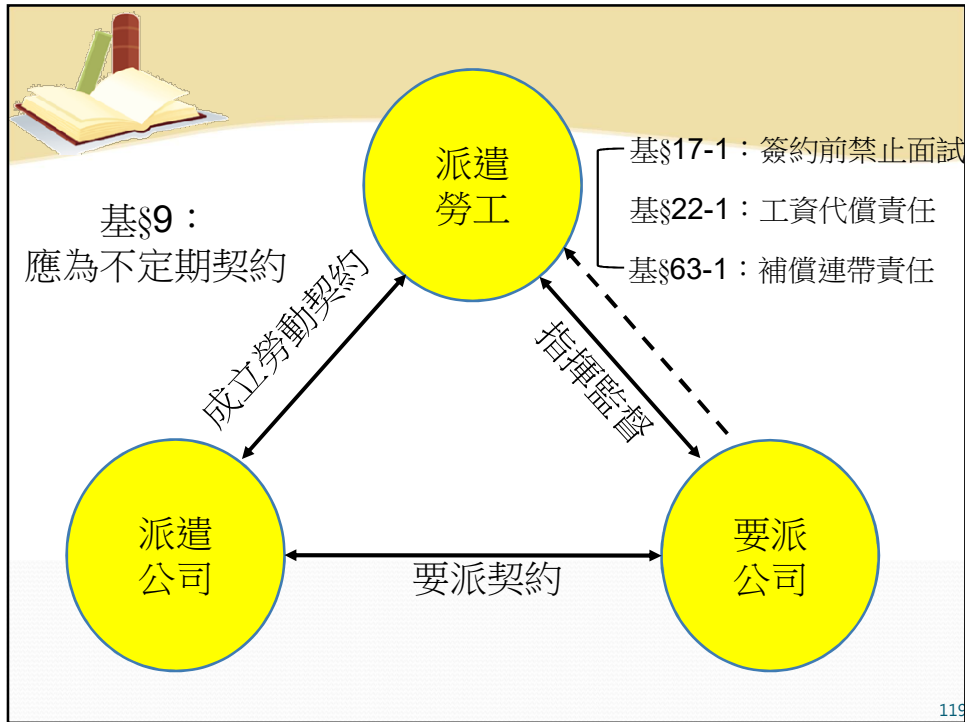 派遣
勞工
基§17-1：簽約前禁止面試
基§22-1：工資代償責任
基§63-1：補償連帶責任
基§9：
應為不定期契約
成立勞動契約
指揮監督
派遣
公司
要派契約
要派
公司
119